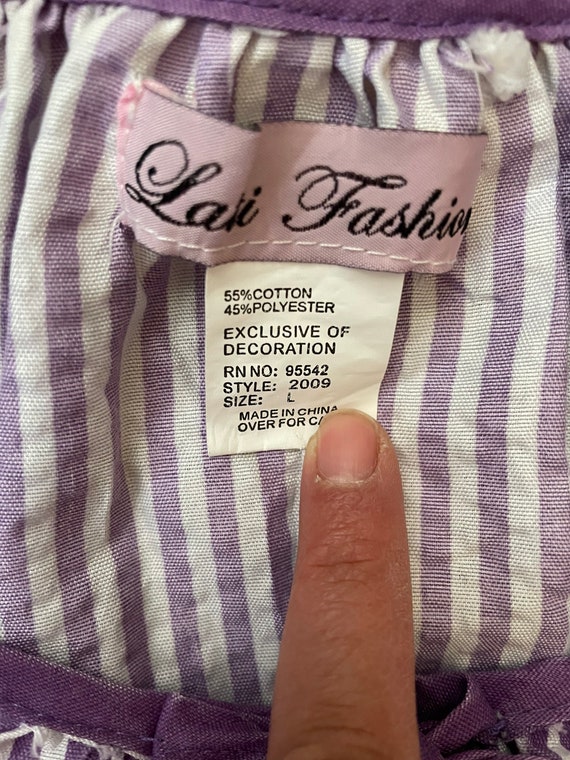 Fashion
55%COTTON
45%POLYESTER
EXCLUSIVE OF
DECORATION
RN NO: 95542
STYLE: 2009
SIZE: L
MADE IN CHINA
OVER FOR